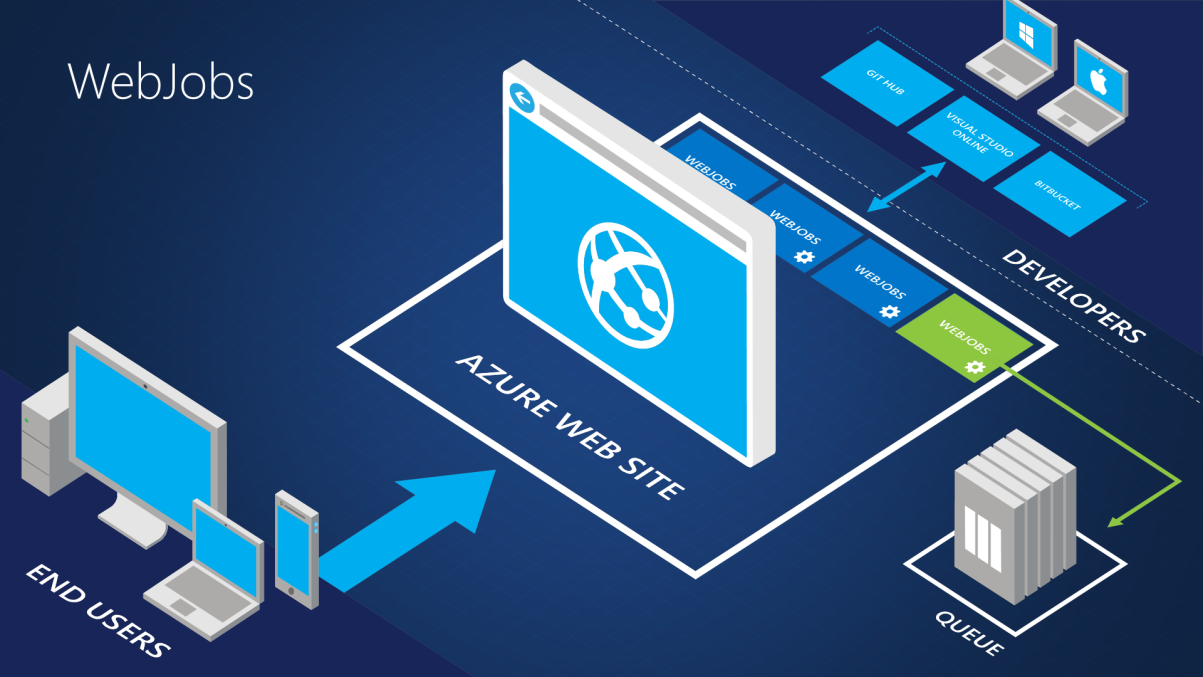 WebJobs
GIT HUB
VISUAL STUDIO
ONLINE
BITBUCKET
WEBJOBS
WEBJOBS
WEBJOBS
WEBJOBS
DEVELOPERS
AZURE WEB SITE
END USERS
QUEUE